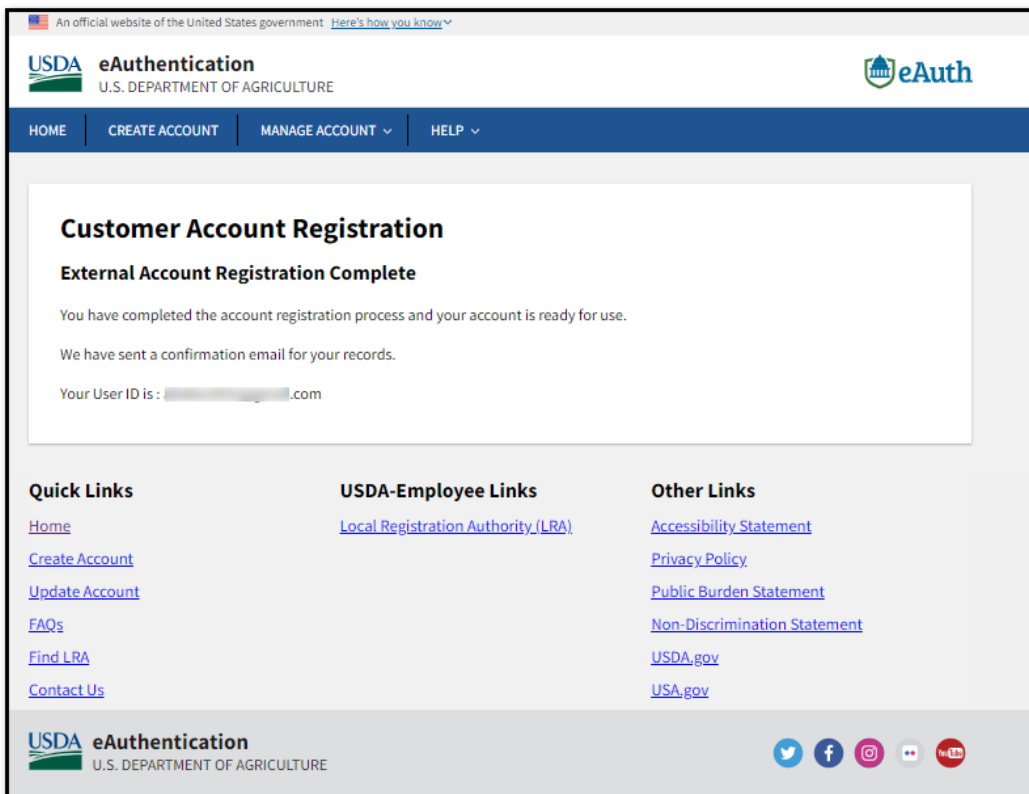 An official website of the United States government Here's how you know
USDA eAuthentication
U.S. DEPARTMENT OF AGRICULTURE
eAuth
HOME CREATE ACCOUNT MANAGE ACCOUNT HELP
Customer Account Registration
External Account Registration Complete
You have completed the account registration process and your account is ready for use.
We have sent a confirmation email for your records.
Your User ID is : .com
Quick Links
Home
Create Account
Update Account
FAQs
Find LRA
Contact Us
USDA-Employee Links
Local Registration Authority (LRA)
Other Links
Accessibility Statement
Privacy Policy
Public Burden Statement
Non-Discrimination Statement
USDA.gov
USA.gov
USDA eAuthentication
U.S. DEPARTMENT OF AGRICULTURE
YouTube